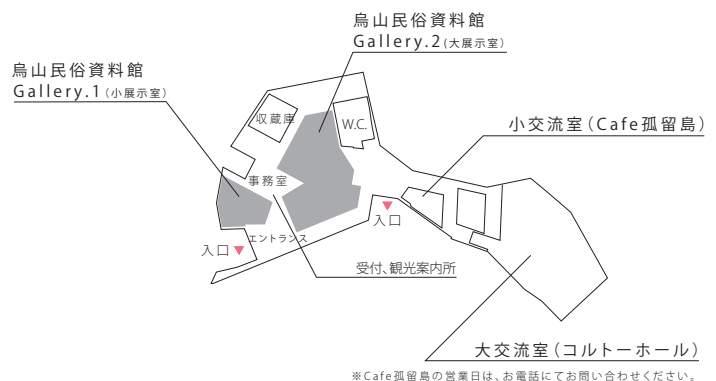 烏山民俗資料館
Gallery.2(大展示室)
烏山民俗資料館
Gallery.1(小展示室)
収蔵庫
W.C.
小交流室(Cafe孤留島)
事務室
入口
エントランス
入口
受付、観光案内所
大交流室(コルトーホール)
※Cafe孤留島の営業日は、お電話にてお問い合わせください。